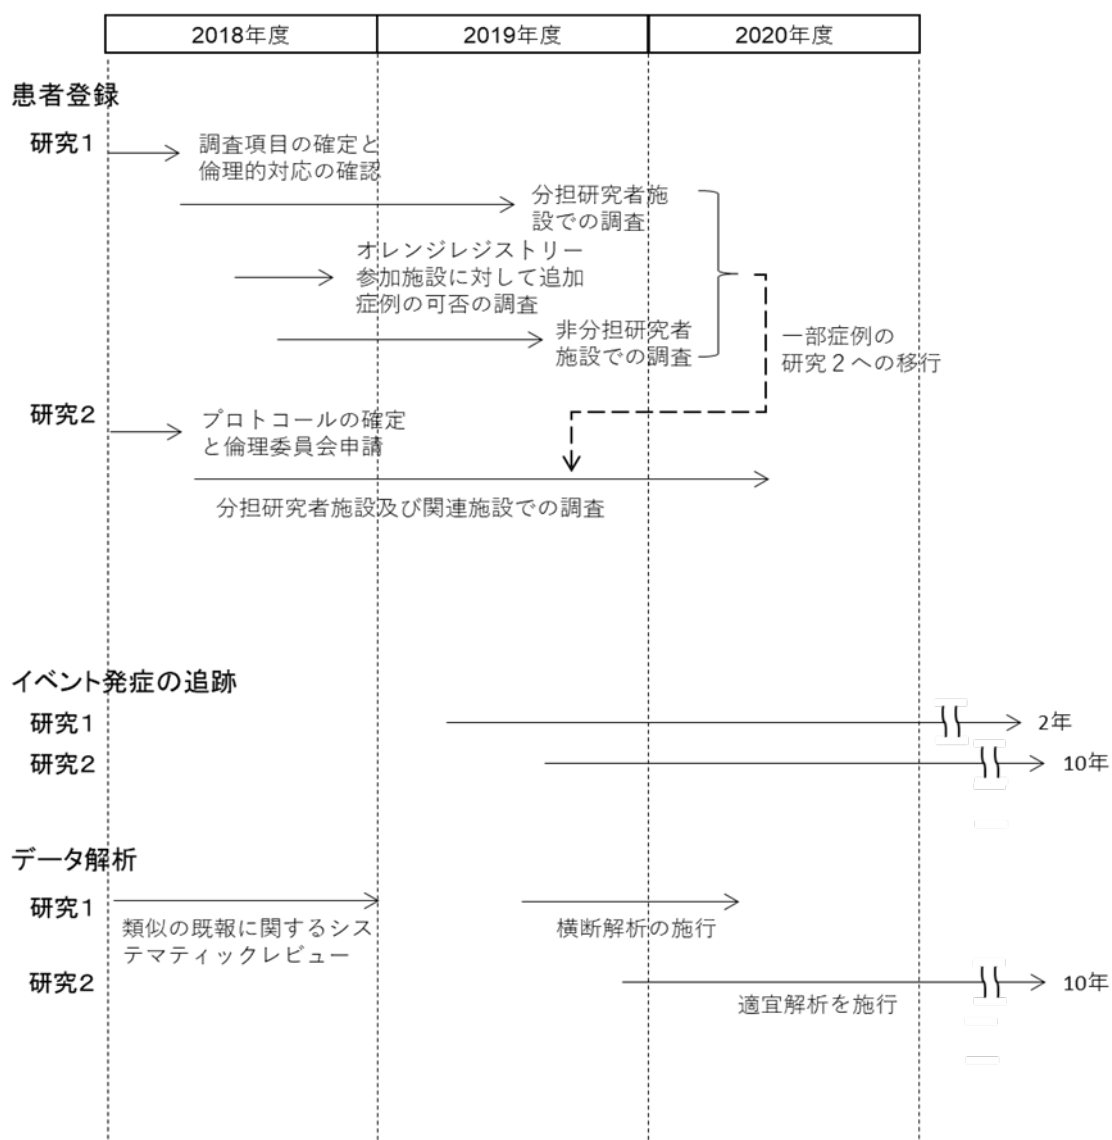 2018年度
2019年度
2020年度
患者登録
研究1
調査項目の確定と
倫理的対応の確認
分担研究者施
設での調査
オレンジレジストリー
参加施設に対して追加
症例の可否の調査
非分担研究者
施設での調査
一部症例の
研究２への移行
研究2
プロトコールの確定
と倫理委員会申請
分担研究者施設及び関連施設での調査
イベント発症の追跡
研究1
2年
研究2
10年
データ解析
研究1
類似の既報に関するシス
テマティックレビュー
横断解析の施行
研究2
10年
適宜解析を施行